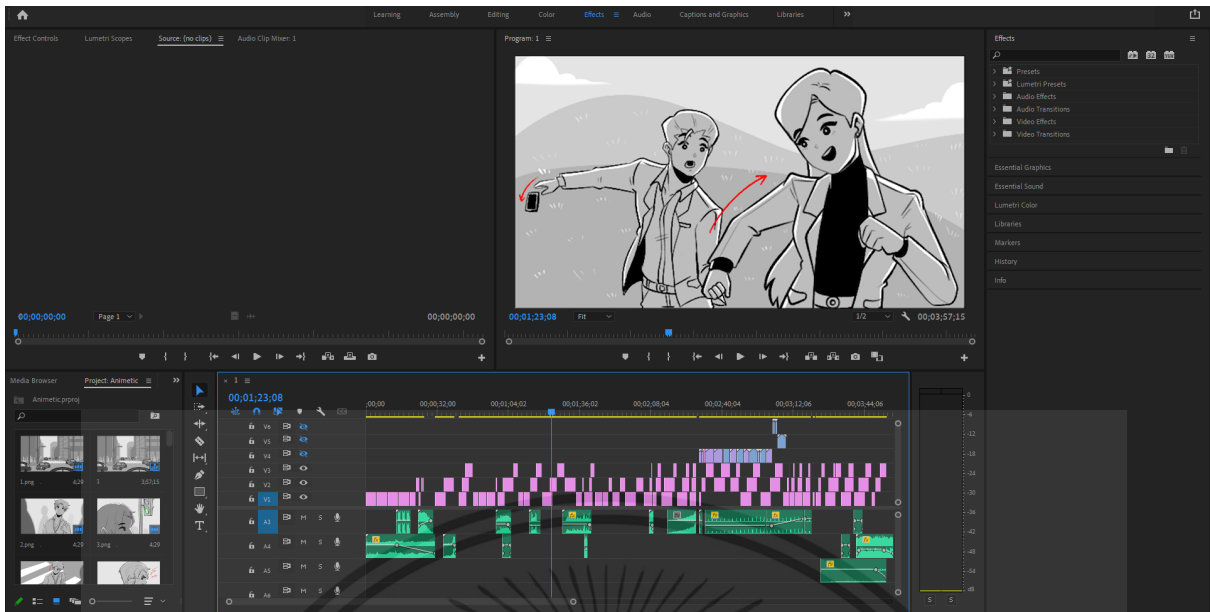 Learning Assembly Editing Color Effects Audio Captions and Graphics Libraries
Effect Controls Lumetri Scopes Source: (no clips) Audio Clip Mixer: 1
Program: 1
Effects
Presets
Lumetri Presets
Audio Effects
Audio Transitions
Video Effects
Video Transitions
Essential Graphics
Essential Sound
Lumetri Color
Libraries
Markers
History
Info
00;00;00;00 Page 1 00;00;00;00
00;01;23;08 Fit 1/2 00;03;57;15
Media Browser Project: Animetic
Animetic.prproj
1.png 4;29 1 3;57;15
2.png 4;29 3.png 4;29
1
00;01;23;08
;00;00 00;00;32;00 00;01;04;02 00;01;36;02 00;02;08;04 00;02;40;04 00;03;12;06 00;03;44;06
V6
V5
V4
V3
V2
V1
A3 M S
A4 M S
A5 M S
A6 M S
0
-6
-12
-18
-24
-30
-36
-42
-48
-54
dB
S S